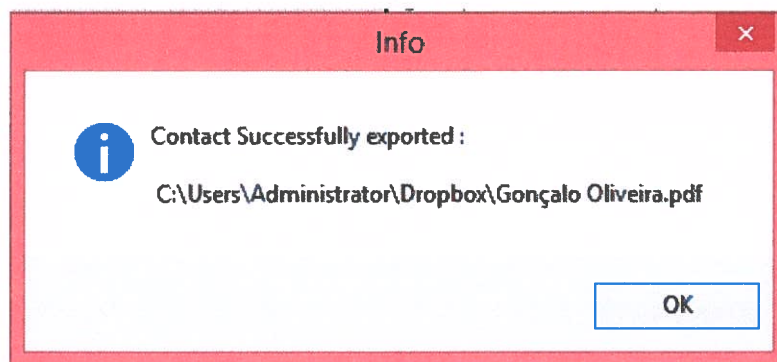 Info
Contact Successfully exported :
C:\Users\Administrator\Dropbox\Gonçalo Oliveira.pdf
OK